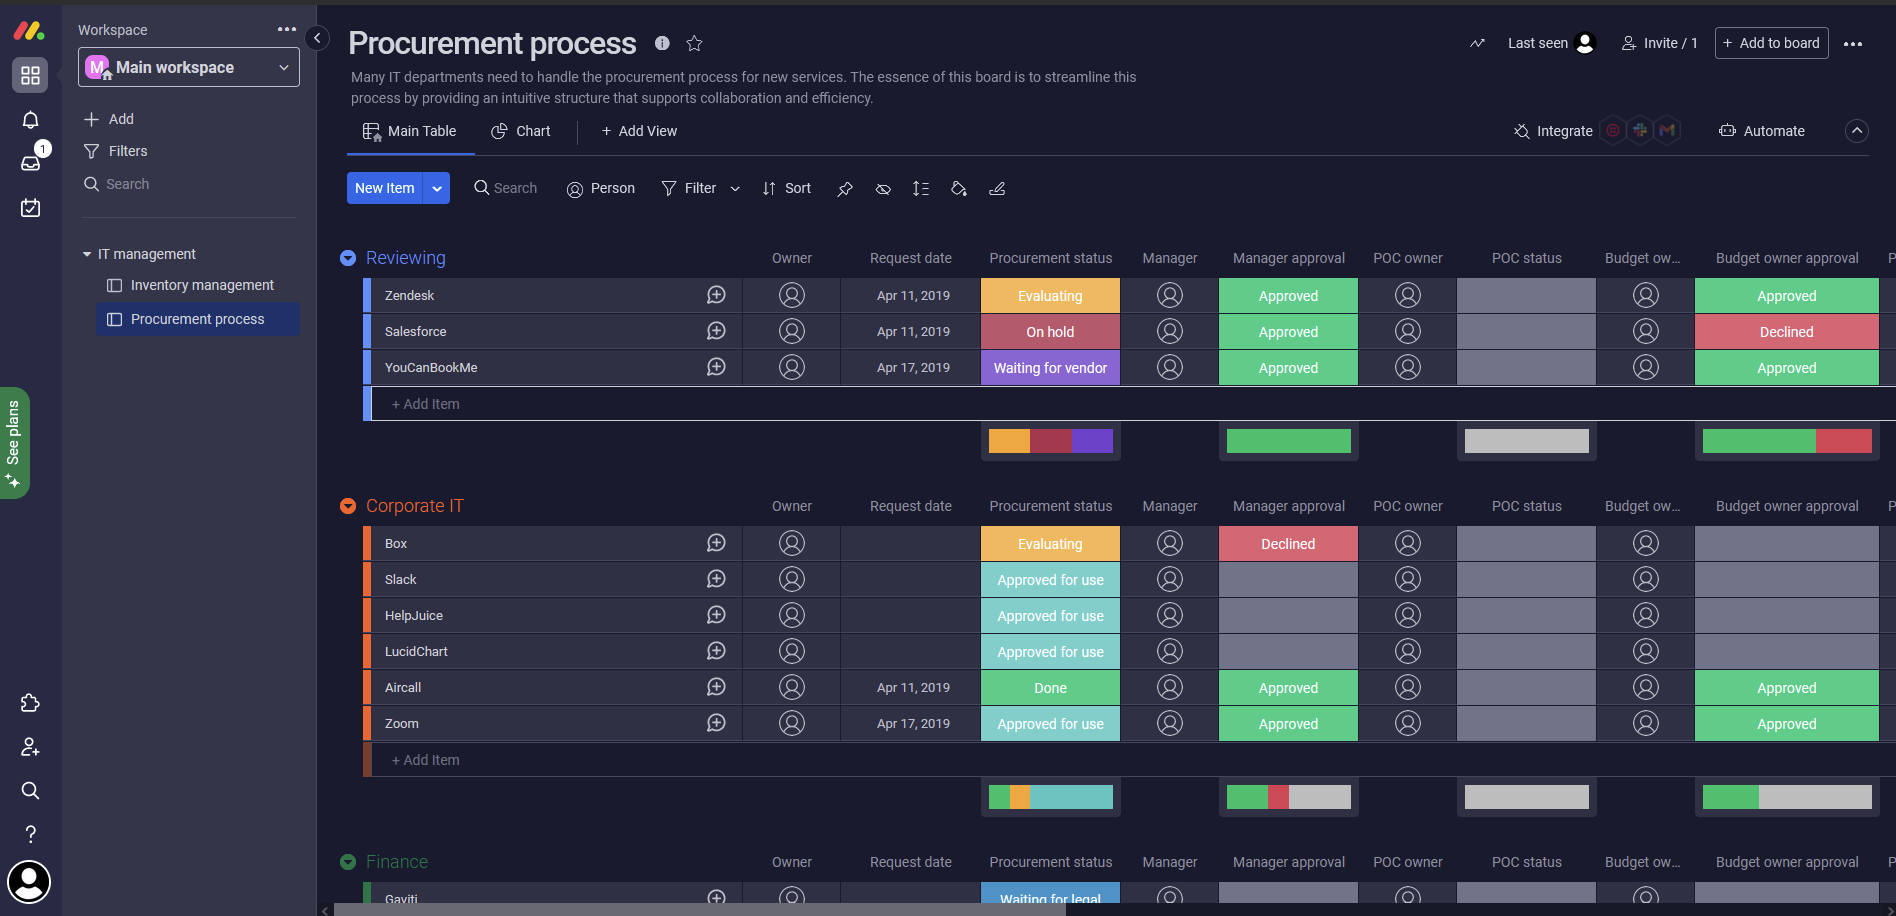 Workspace
M Main workspace
Add
Filters
Search
IT management
Inventory management
Procurement process
1
See plans
?
Procurement process
Last seen
Invite / 1
+ Add to board
Many IT departments need to handle the procurement process for new services. The essence of this board is to streamline this
process by providing an intuitive structure that supports collaboration and efficiency.
Main Table Chart + Add View Integrate Automate
New Item Search Person Filter Sort
Reviewing Owner Request date Procurement status Manager Manager approval POC owner POC status Budget ow... Budget owner approval P
Zendesk Apr 11, 2019 Evaluating Approved Approved
Salesforce Apr 11, 2019 On hold Approved Declined
YouCanBookMe Apr 17, 2019 Waiting for vendor Approved Approved
+ Add Item
Corporate IT Owner Request date Procurement status Manager Manager approval POC owner POC status Budget ow... Budget owner approval P
Box Evaluating Declined
Slack Approved for use
HelpJuice Approved for use
LucidChart Approved for use
Aircall Apr 11, 2019 Done Approved Approved
Zoom Apr 17, 2019 Approved for use Approved Approved
+ Add Item
Finance Owner Request date Procurement status Manager Manager approval POC owner POC status Budget ow... Budget owner approval P
Gaviti Waiting for legal